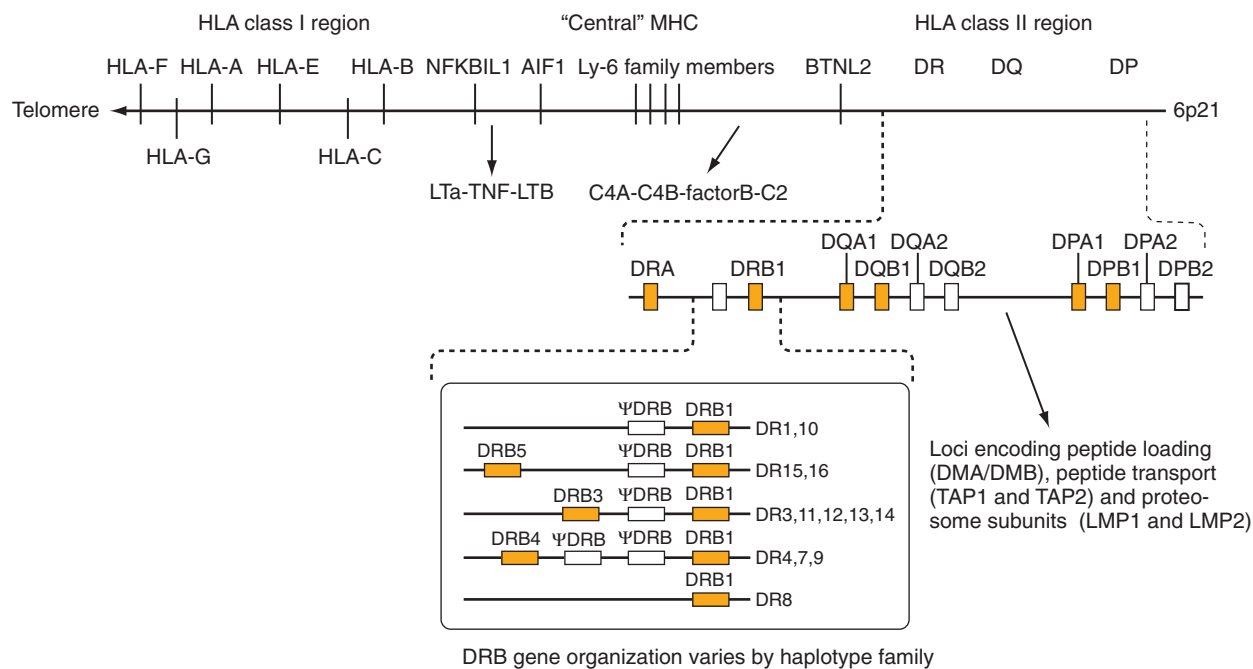 HLA class I region “Central” MHC HLA class II region
HLA-F HLA-A HLA-E HLA-B NFKBIL1 AIF1 Ly-6 family members BTNL2 DR DQ DP
Telomere 6p21
HLA-G HLA-C
LTa-TNF-LTB C4A-C4B-factorB-C2
DQA1 DQA2 DPA1 DPA2
DRA DRB1 DQB1 DQB2 DPB1 DPB2
ΨDRB DRB1
DR1,10
DRB5 ΨDRB DRB1
DR15,16
DRB3 ΨDRB DRB1
DR3,11,12,13,14
DRB4 ΨDRB ΨDRB DRB1
DR4,7,9
DRB1
DR8
Loci encoding peptide loading
(DMA/DMB), peptide transport
(TAP1 and TAP2) and proteo-
some subunits (LMP1 and LMP2)
DRB gene organization varies by haplotype family